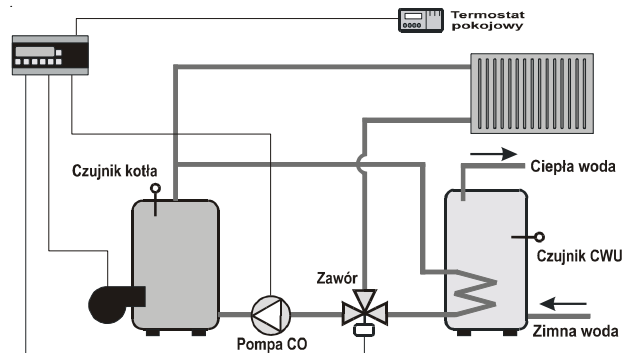 Termostat
pokojowy
Czujnik kotła
Ciepła woda
Czujnik CWU
Zawór
Pompa CO
Zimna woda